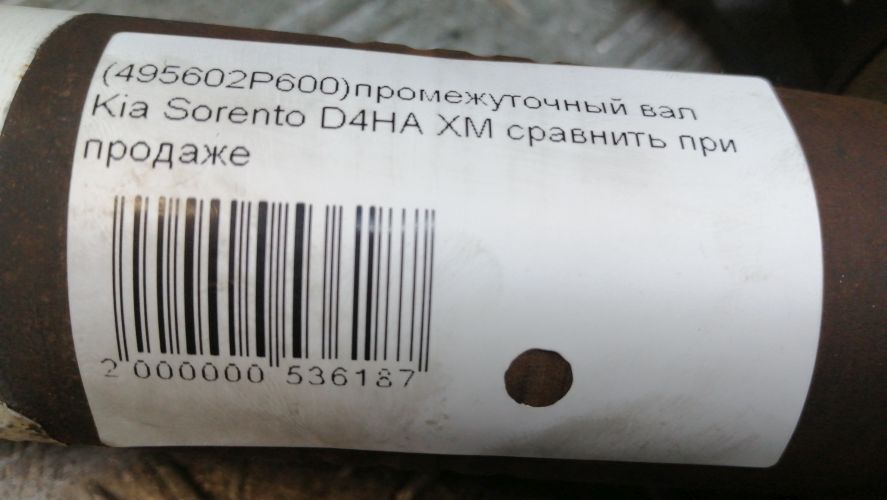 (495602P600)промежуточный вал
Kia Sorento D4HA XM сравнить при
продаже
2 000000 536187